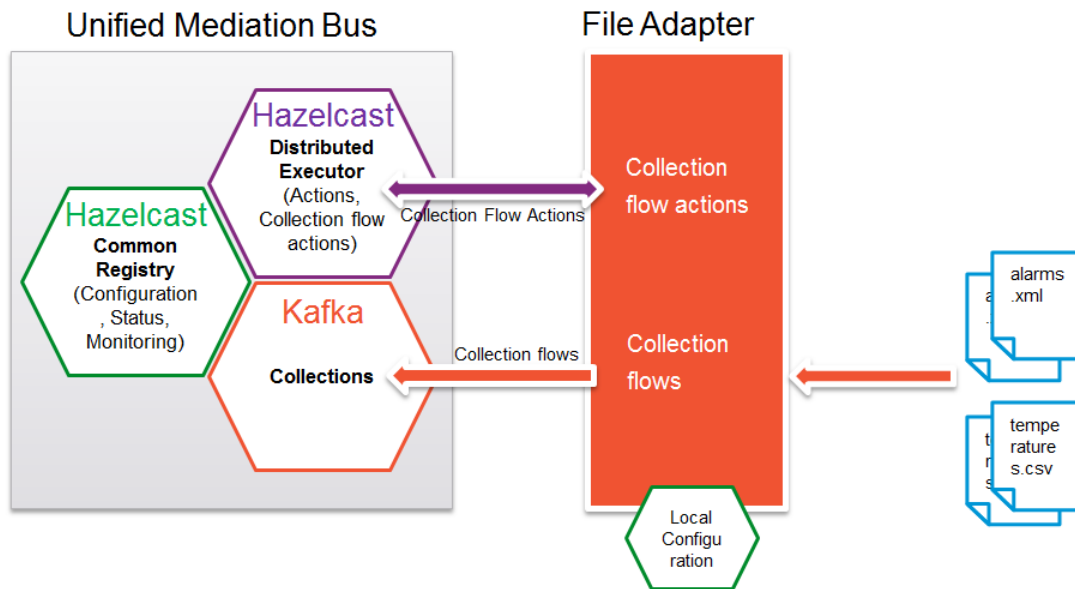 Unified Mediation Bus
File Adapter
Hazelcast
Distributed
Executor
(Actions,
Collection flow
actions)
Hazelcast
Common
Registry
(Configuration
, Status,
Monitoring)
Kafka
Collections
Collection Flow Actions
Collection flows
Collection
flow actions
Collection
flows
Local
Configu
ration
alarms
.xml
a
.
tempe
rature
s.csv
t
r
s